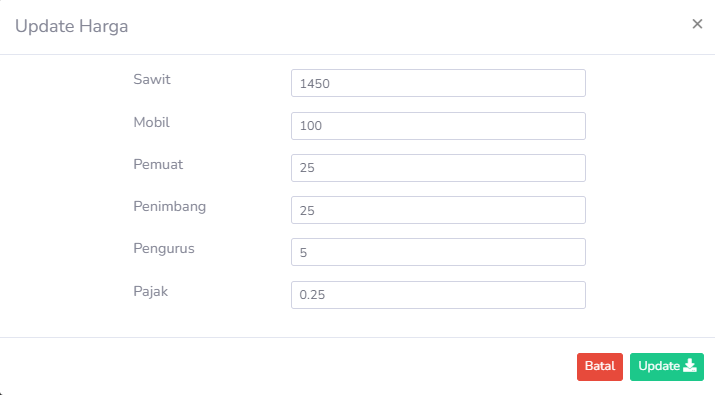 Update Harga ×
Sawit 1450
Mobil 100
Pemuat 25
Penimbang 25
Pengurus 5
Pajak 0.25
Batal Update